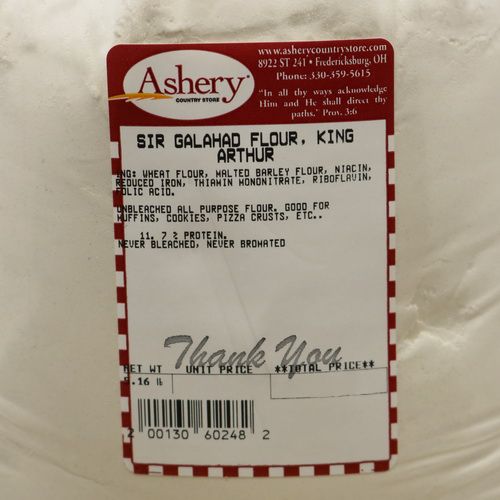 www.asherycountrystore.com
8922 ST 241 • Fredericksburg, OH
Phone: 330-359-5615
"In all thy ways acknowledge
Him and He shall direct thy
paths." Prov. 3:6
Ashery
COUNTRY STORE
SIR GALAHAD FLOUR, KING
ARTHUR
ING: WHEAT FLOUR, MALTED BARLEY FLOUR, NIACIN,
REDUCED IRON, THIAMIN MONONITRATE, RIBOFLAVIN,
FOLIC ACID.
UNBLEACHED ALL PURPOSE FLOUR. GOOD FOR
MUFFINS, COOKIES, PIZZA CRUSTS, ETC..
11. 7 % PROTEIN.
NEVER BLEACHED, NEVER BROMATED
Thank You
NET WT UNIT PRICE **TOTAL PRICE**
.16 lb
2 00130 60248 2